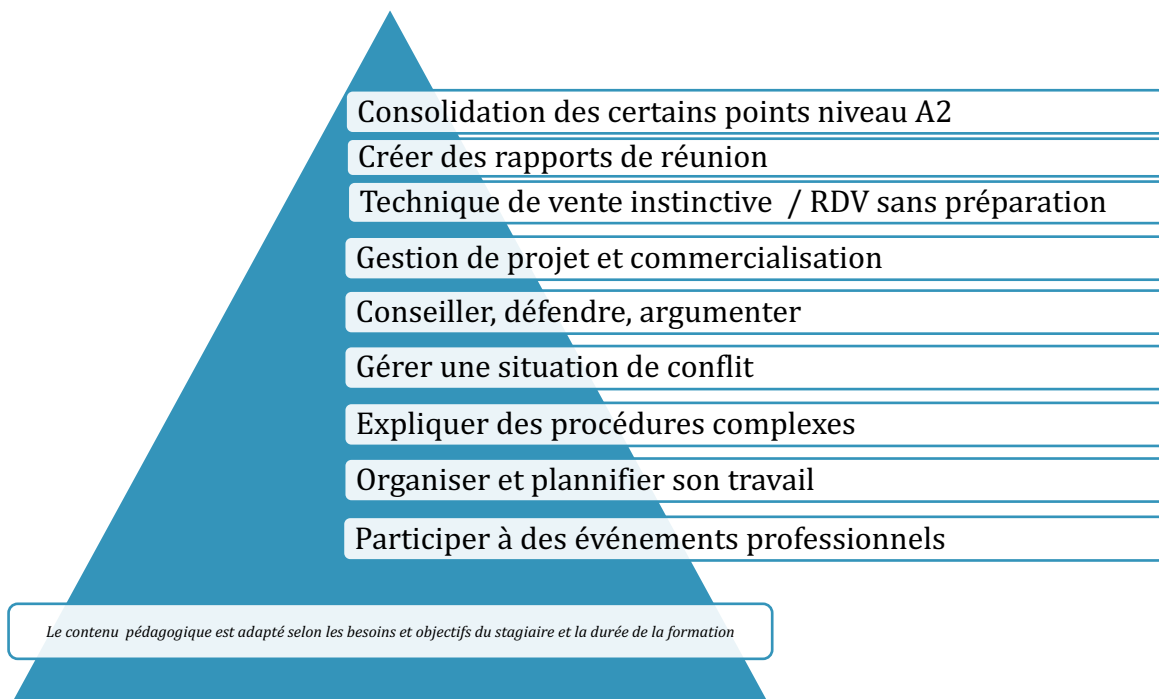 Consolidation des certains points niveau A2
Créer des rapports de réunion
Technique de vente instinctive / RDV sans préparation
Gestion de projet et commercialisation
Conseiller, défendre, argumenter
Gérer une situation de conflit
Expliquer des procédures complexes
Organiser et plannifier son travail
Participer à des événements professionnels
Le contenu pédagogique est adapté selon les besoins et objectifs du stagiaire et la durée de la formation